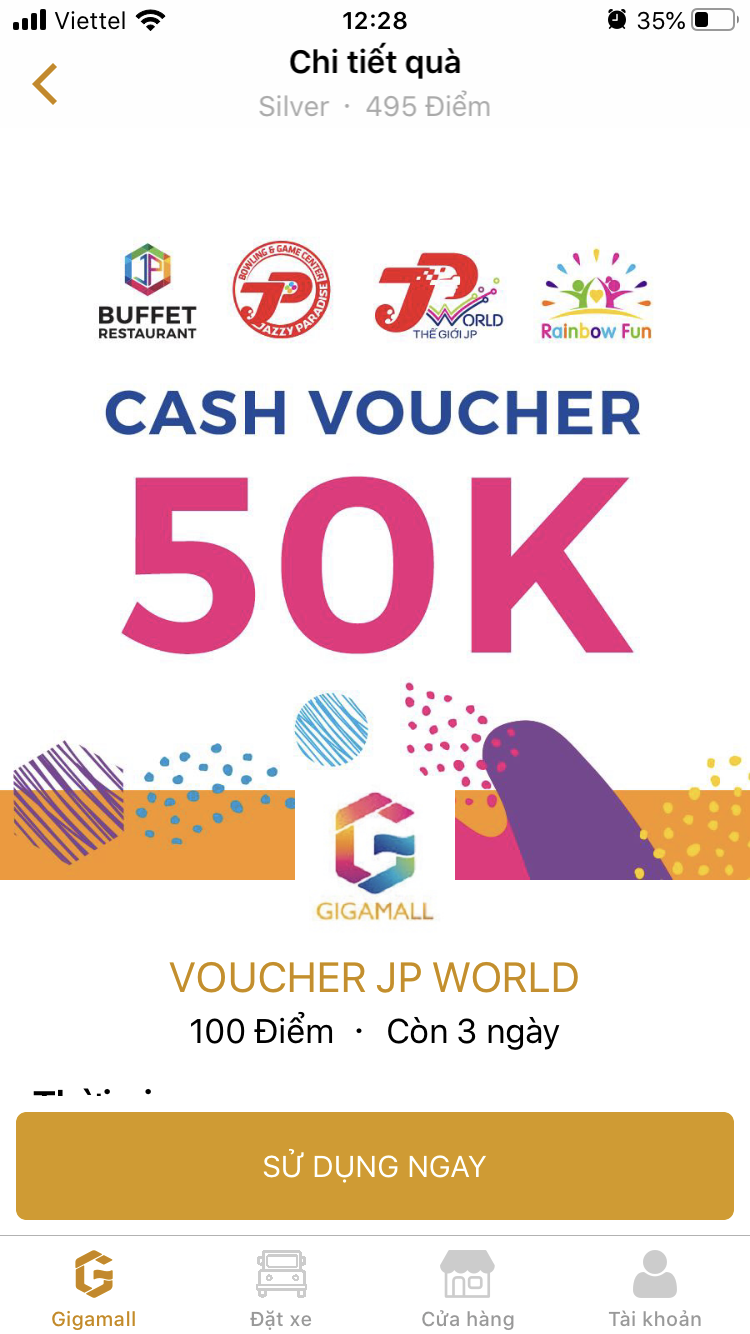 Viettel 12:28 35%
Chi tiết quà
Silver · 495 Điểm
BUFFET
RESTAURANT
BOWLING & GAME CENTER
JP
JAZZY PARADISE
JP
WORLD
THẾ GIỚI JP
Rainbow Fun
CASH VOUCHER
50K
GIGAMALL
VOUCHER JP WORLD
100 Điểm · Còn 3 ngày
SỬ DỤNG NGAY
Gigamall Đặt xe Cửa hàng Tài khoản